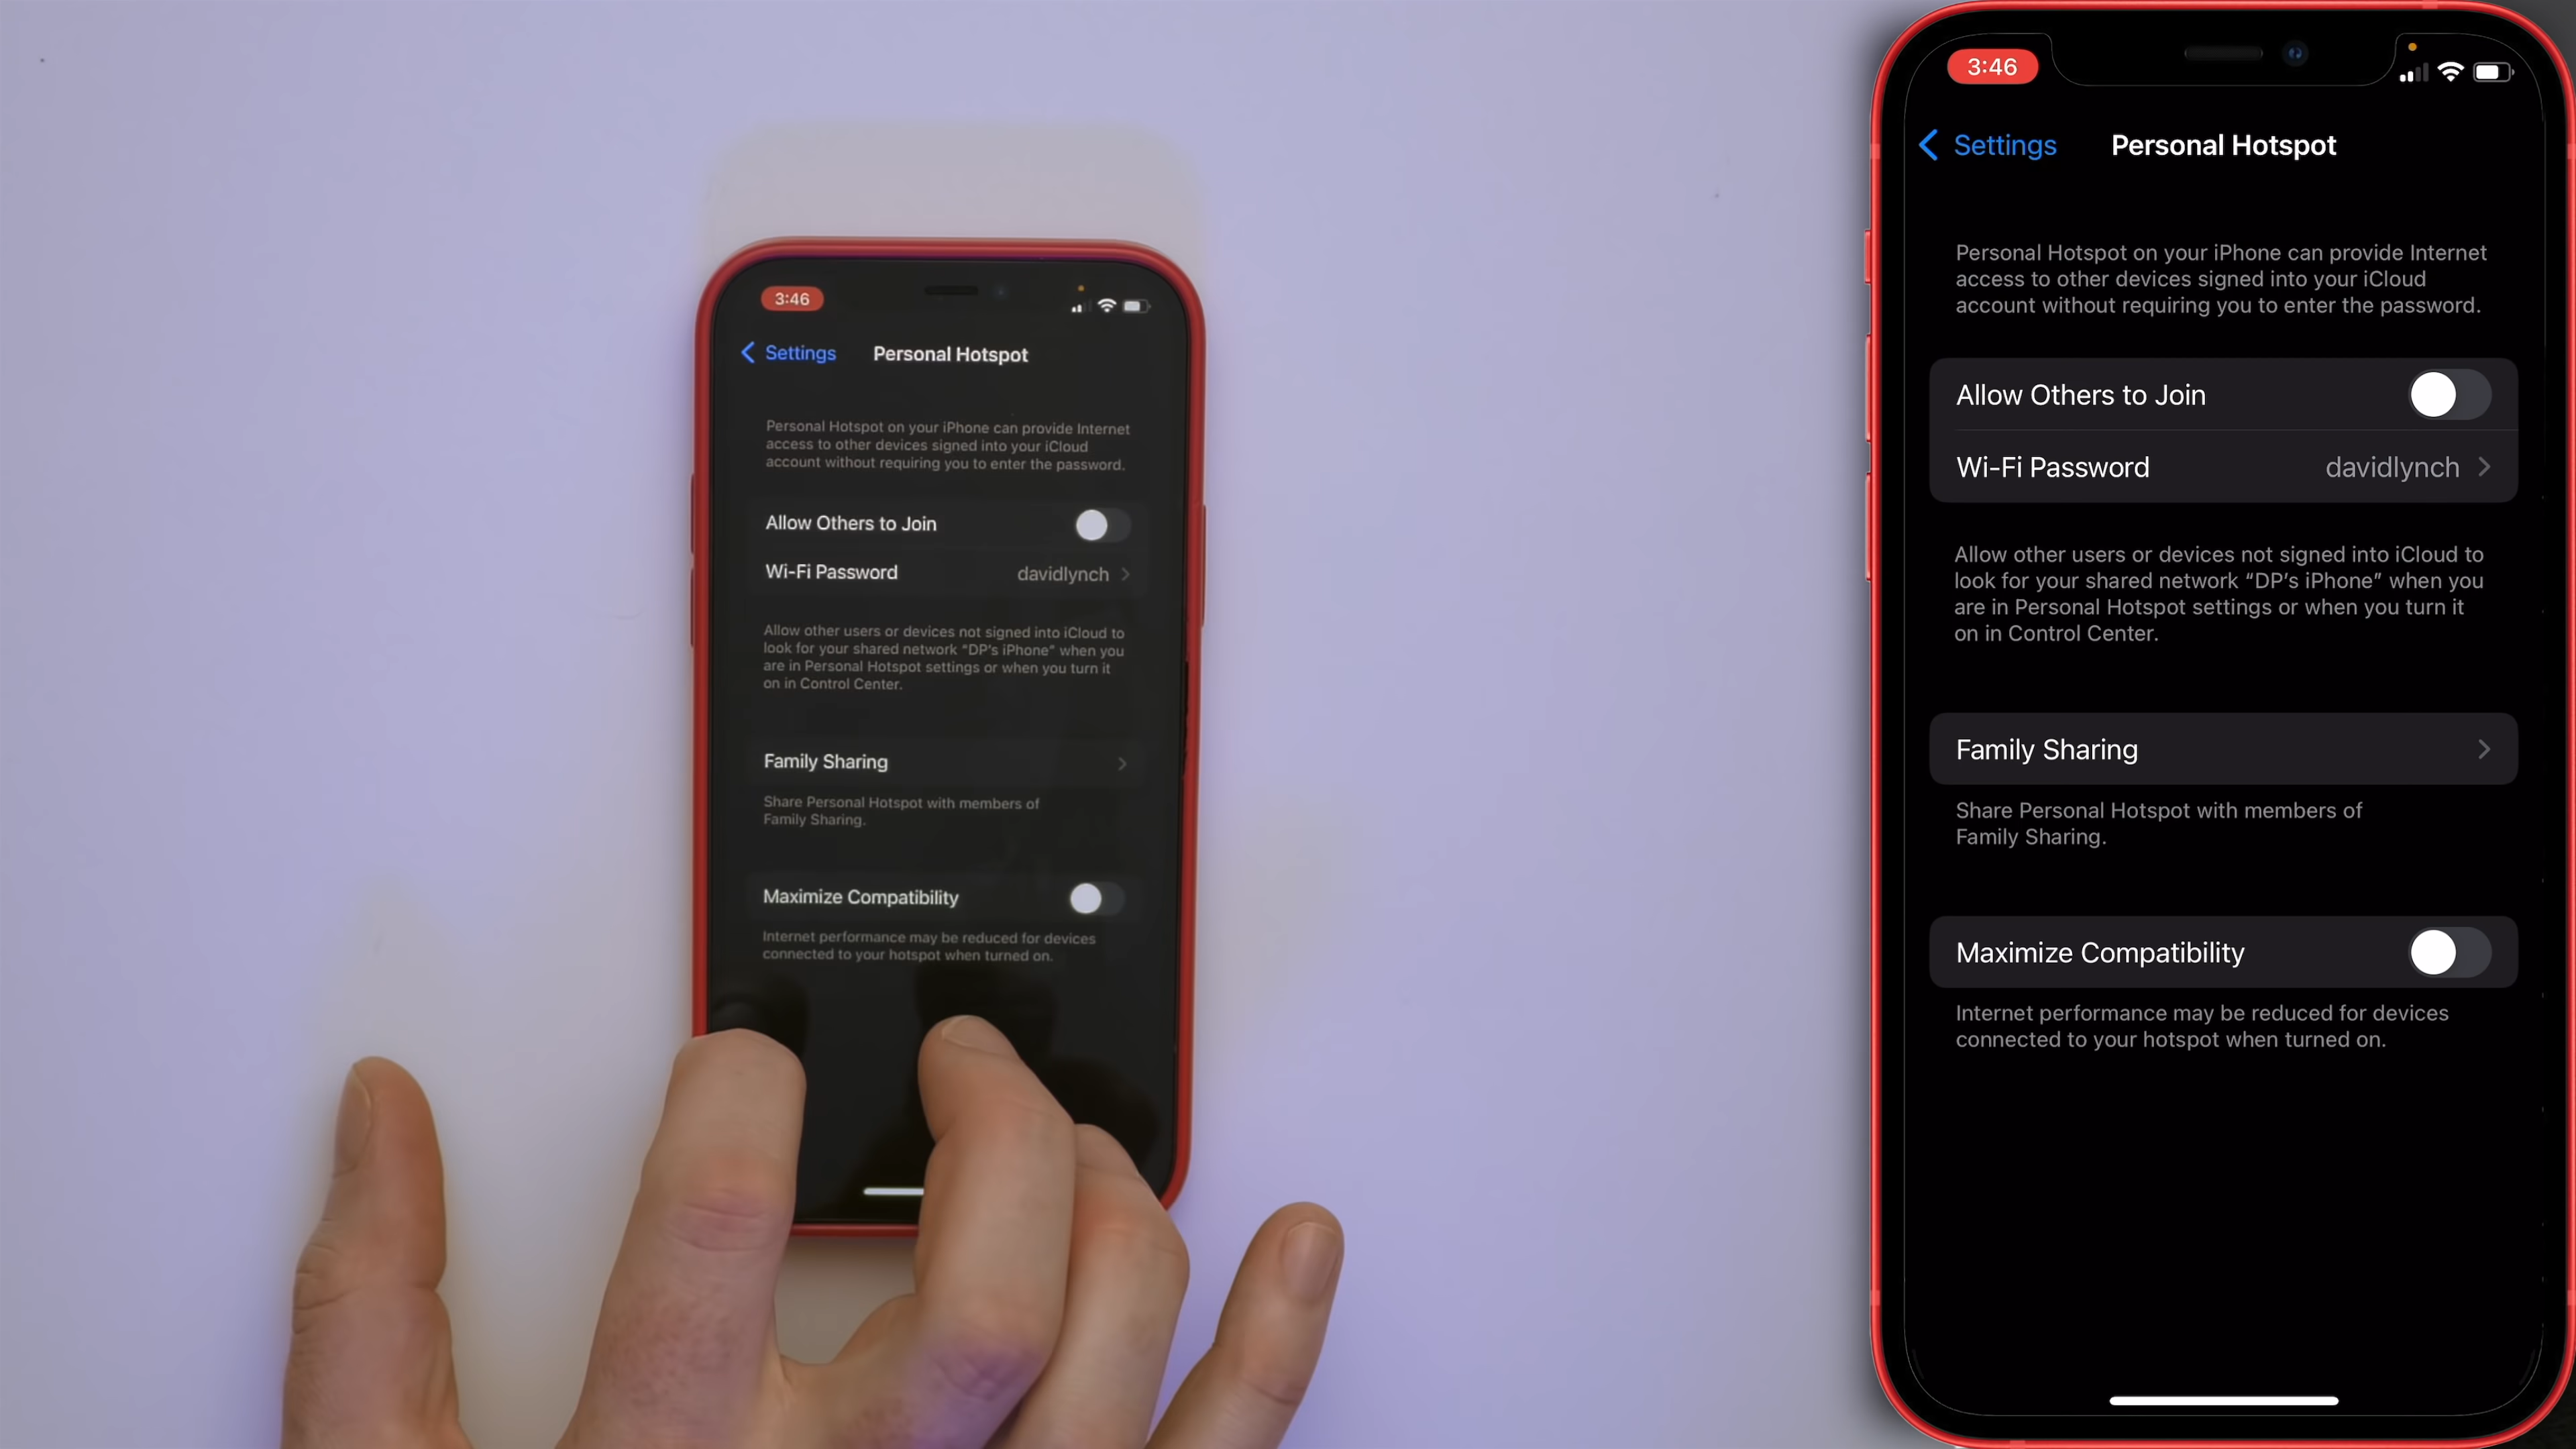 3:46
Settings
Personal Hotspot
Personal Hotspot on your iPhone can provide Internet
access to other devices signed into your iCloud
account without requiring you to enter the password.
Allow Others to Join
Wi-Fi Password
davidlynch
Allow other users or devices not signed into iCloud to
look for your shared network “DP’s iPhone” when you
are in Personal Hotspot settings or when you turn it
on in Control Center.
Family Sharing
Share Personal Hotspot with members of
Family Sharing.
Maximize Compatibility
Internet performance may be reduced for devices
connected to your hotspot when turned on.
3:46
Settings
Personal Hotspot
Personal Hotspot on your iPhone can provide Internet
access to other devices signed into your iCloud
account without requiring you to enter the password.
Allow Others to Join
Wi-Fi Password
davidlynch
Allow other users or devices not signed into iCloud to
look for your shared network “DP’s iPhone” when you
are in Personal Hotspot settings or when you turn it
on in Control Center.
Family Sharing
Share Personal Hotspot with members of
Family Sharing.
Maximize Compatibility
Internet performance may be reduced for devices
connected to your hotspot when turned on.